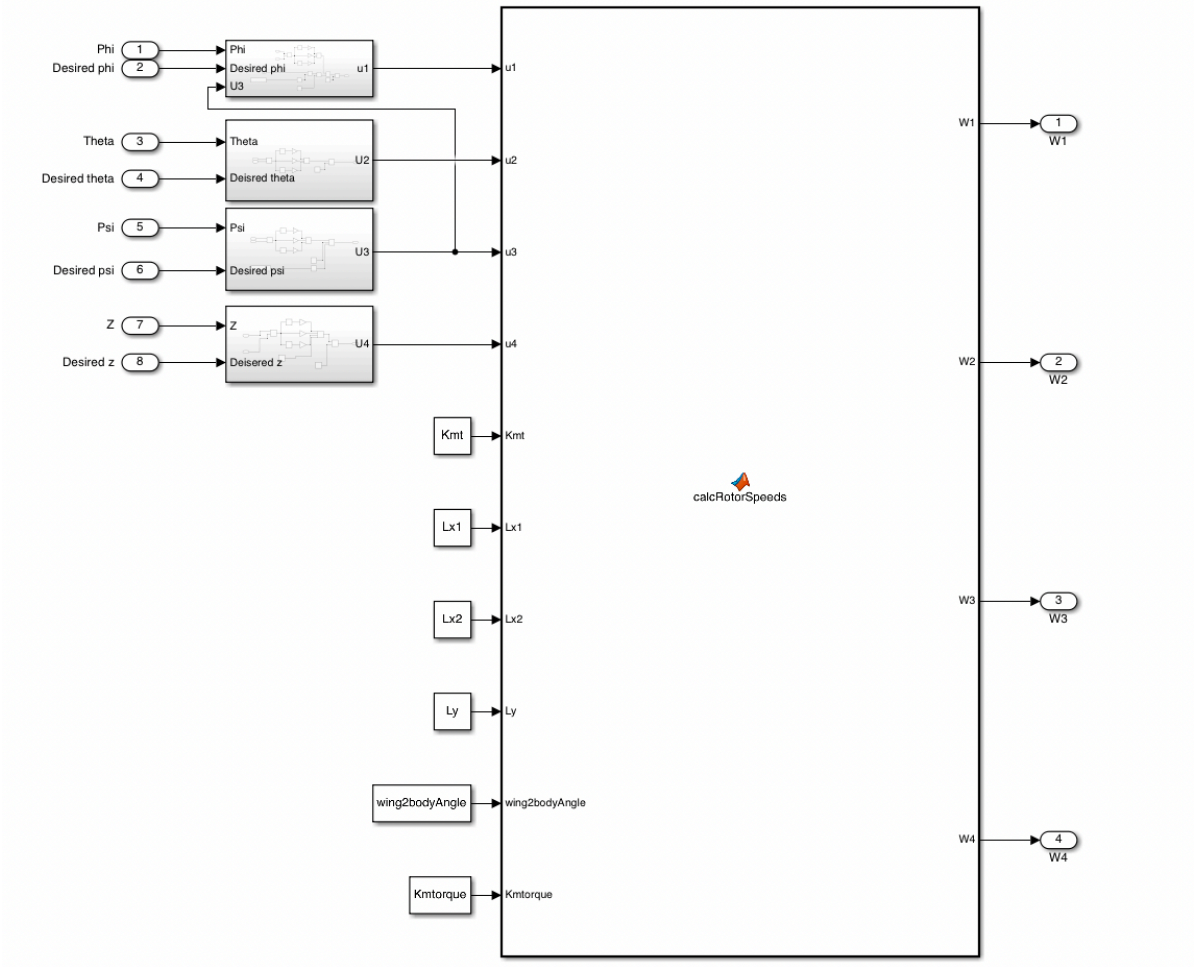 Phi 1 Phi
Desired phi 2 Desired phi u1 u1
U3
W1 1
W1
Theta 3 Theta
U2 u2
Desired theta 4 Deisred theta
Psi 5 Psi
U3 u3
Desired psi 6 Desired psi
Z 7 Z
U4 u4
Desired z 8 Deisered z
W2 2
W2
Kmt Kmt
calcRotorSpeeds
Lx1 Lx1
W3 3
W3
Lx2 Lx2
Ly Ly
wing2bodyAngle wing2bodyAngle
W4 4
W4
Kmtorque Kmtorque